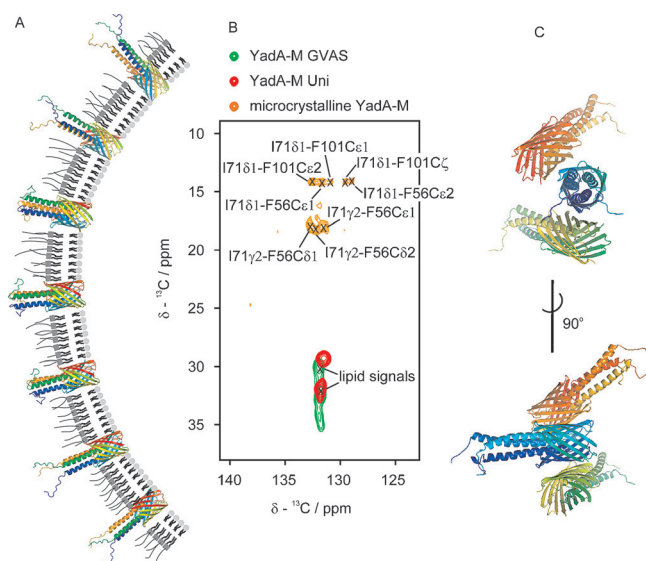 A
B
C
YadA-M GVAS
YadA-M Uni
microcrystalline YadA-M
10
15
20
25
30
35
δ - ¹³C / ppm
I71δ1-F101Cε1
I71δ1-F101Cε2
I71δ1-F101Cζ
I71δ1-F56Cε2
I71δ1-F56Cε1
I71γ2-F56Cε1
I71γ2-F56Cδ1
I71γ2-F56Cδ2
lipid signals
140
135
130
125
δ - ¹³C / ppm
90°